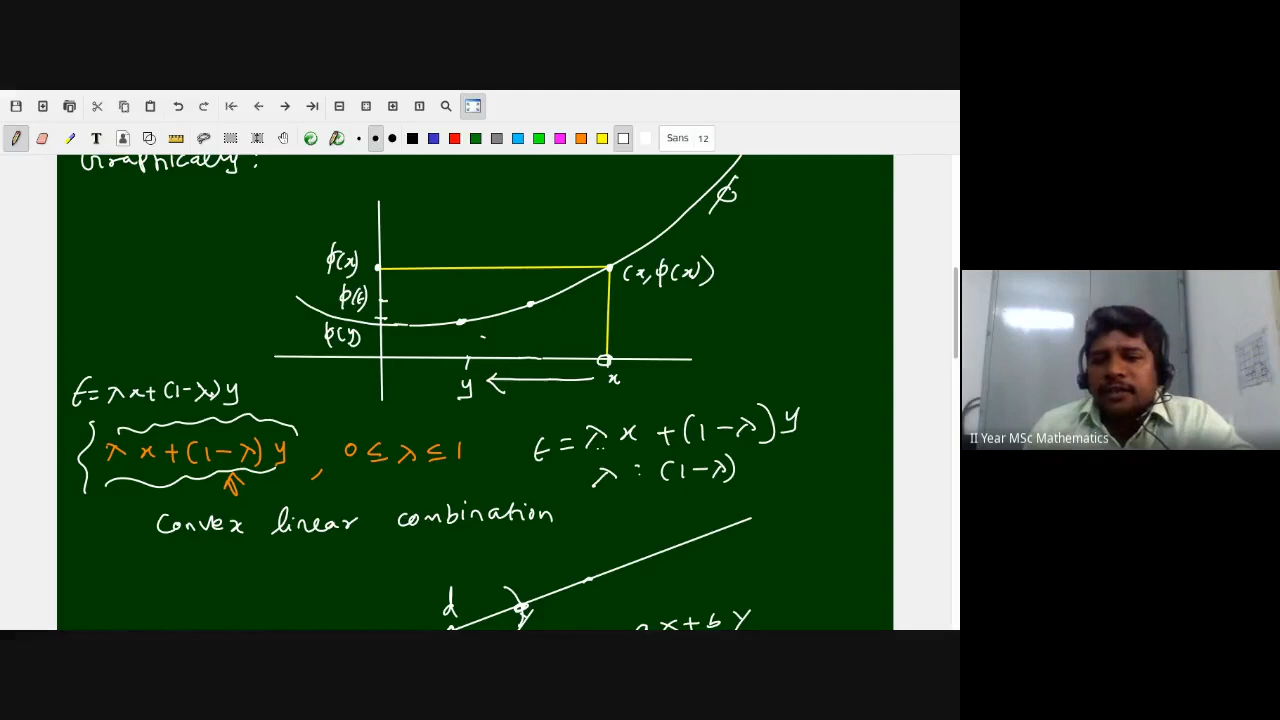 Sans 12
Graphically:
φ
φ(x)
(x, φ(x))
φ(t)
φ(y)
y
x
t = λx + (1-λ)y
t = λx + (1-λ)y
λx + (1-λ)y, 0 ≤ λ ≤ 1
λ : (1-λ)
II Year MSc Mathematics
Convex linear combination
d